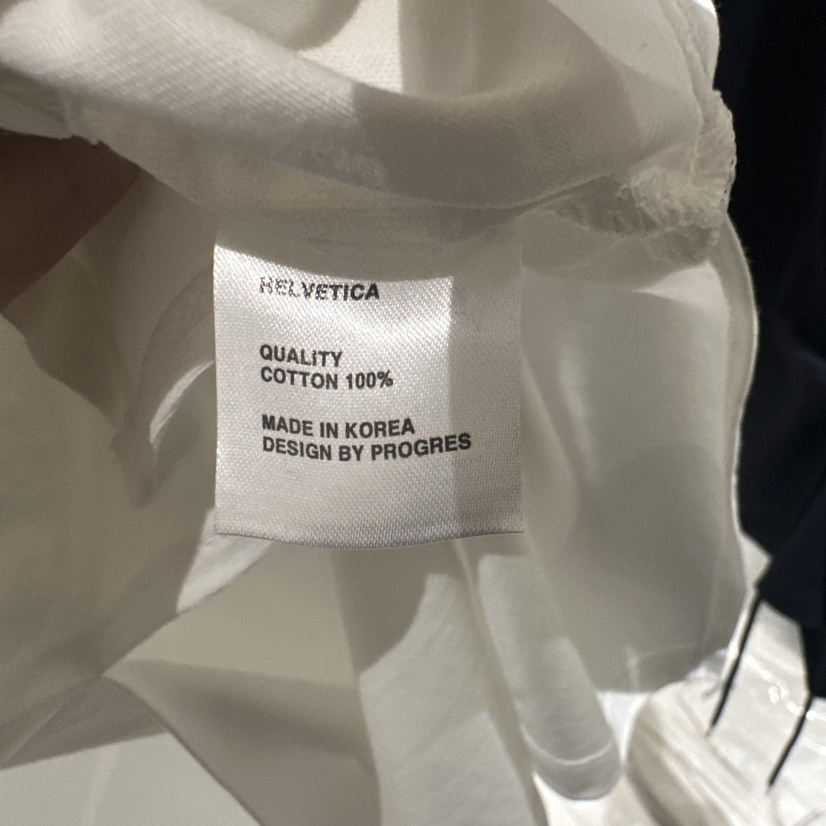 HELVETICA
QUALITY
COTTON 100%
MADE IN KOREA
DESIGN BY PROGRES